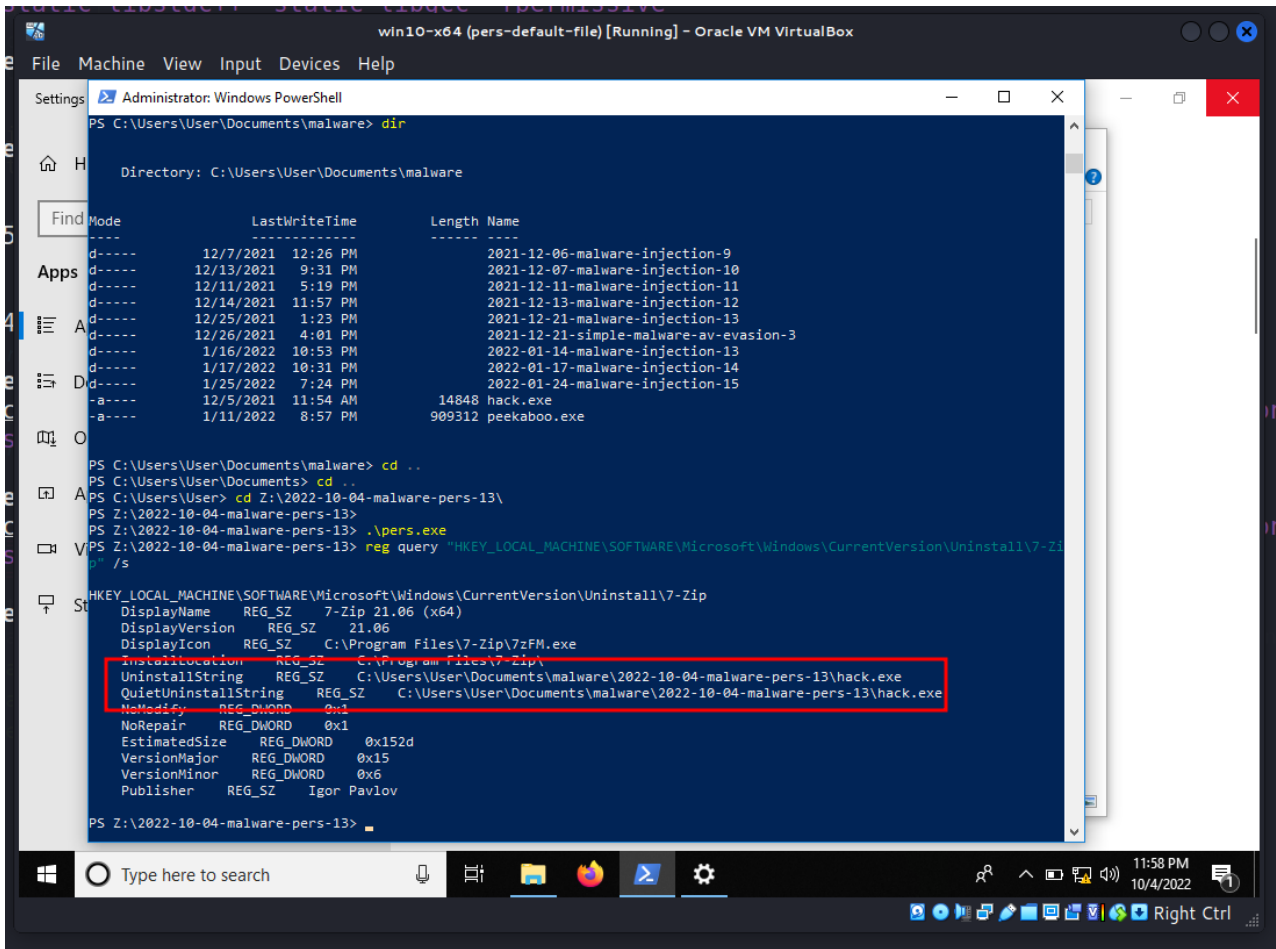 static libstdc++ static libgcc fpermissive
win10-x64 (pers-default-file) [Running] - Oracle VM VirtualBox
File Machine View Input Devices Help
Settings
Administrator: Windows PowerShell
PS C:\Users\User\Documents\malware> dir
Directory: C:\Users\User\Documents\malware
Find
Mode LastWriteTime Length Name
---- ------------- ------ ----
d----- 12/7/2021 12:26 PM 2021-12-06-malware-injection-9
d----- 12/13/2021 9:31 PM 2021-12-07-malware-injection-10
Apps
d----- 12/11/2021 5:19 PM 2021-12-11-malware-injection-11
d----- 12/14/2021 11:57 PM 2021-12-13-malware-injection-12
d----- 12/25/2021 1:23 PM 2021-12-21-malware-injection-13
d----- 12/26/2021 4:01 PM 2021-12-21-simple-malware-av-evasion-3
d----- 1/16/2022 10:53 PM 2022-01-14-malware-injection-13
d----- 1/17/2022 10:31 PM 2022-01-17-malware-injection-14
d----- 1/25/2022 7:24 PM 2022-01-24-malware-injection-15
-a---- 12/5/2021 11:54 AM 14848 hack.exe
-a---- 1/11/2022 8:57 PM 909312 peekaboo.exe
PS C:\Users\User\Documents\malware> cd ..
PS C:\Users\User\Documents> cd ..
PS C:\Users\User> cd Z:\2022-10-04-malware-pers-13\
PS Z:\2022-10-04-malware-pers-13>
PS Z:\2022-10-04-malware-pers-13> .\pers.exe
PS Z:\2022-10-04-malware-pers-13> reg query "HKEY_LOCAL_MACHINE\SOFTWARE\Microsoft\Windows\CurrentVersion\Uninstall\7-Zi
p" /s
HKEY_LOCAL_MACHINE\SOFTWARE\Microsoft\Windows\CurrentVersion\Uninstall\7-Zip
DisplayName REG_SZ 7-Zip 21.06 (x64)
DisplayVersion REG_SZ 21.06
DisplayIcon REG_SZ C:\Program Files\7-Zip\7zFM.exe
InstallLocation REG_SZ C:\Program Files\7-Zip\
UninstallString REG_SZ C:\Users\User\Documents\malware\2022-10-04-malware-pers-13\hack.exe
QuietUninstallString REG_SZ C:\Users\User\Documents\malware\2022-10-04-malware-pers-13\hack.exe
NoModify REG_DWORD 0x1
NoRepair REG_DWORD 0x1
EstimatedSize REG_DWORD 0x152d
VersionMajor REG_DWORD 0x15
VersionMinor REG_DWORD 0x6
Publisher REG_SZ Igor Pavlov
PS Z:\2022-10-04-malware-pers-13>
Type here to search
11:58 PM
10/4/2022
1
Right Ctrl